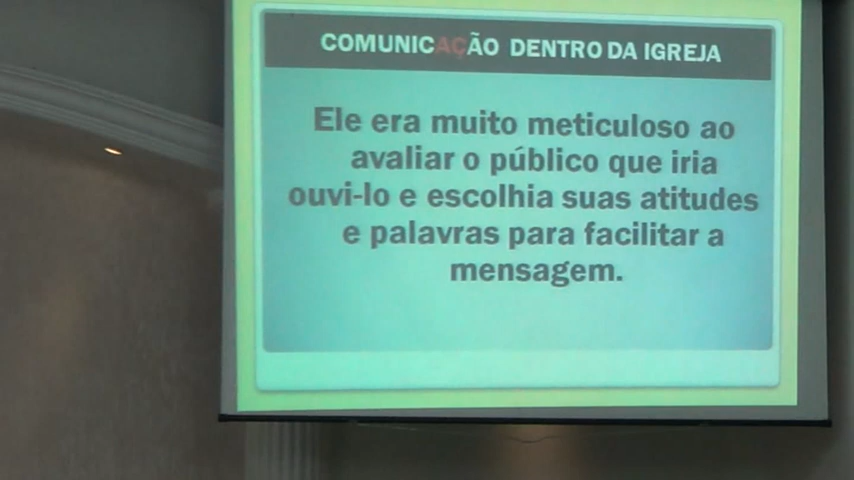 COMUNICAÇÃO DENTRO DA IGREJA
Ele era muito meticuloso ao
avaliar o público que iria
ouvi-lo e escolhia suas atitudes
e palavras para facilitar a
mensagem.